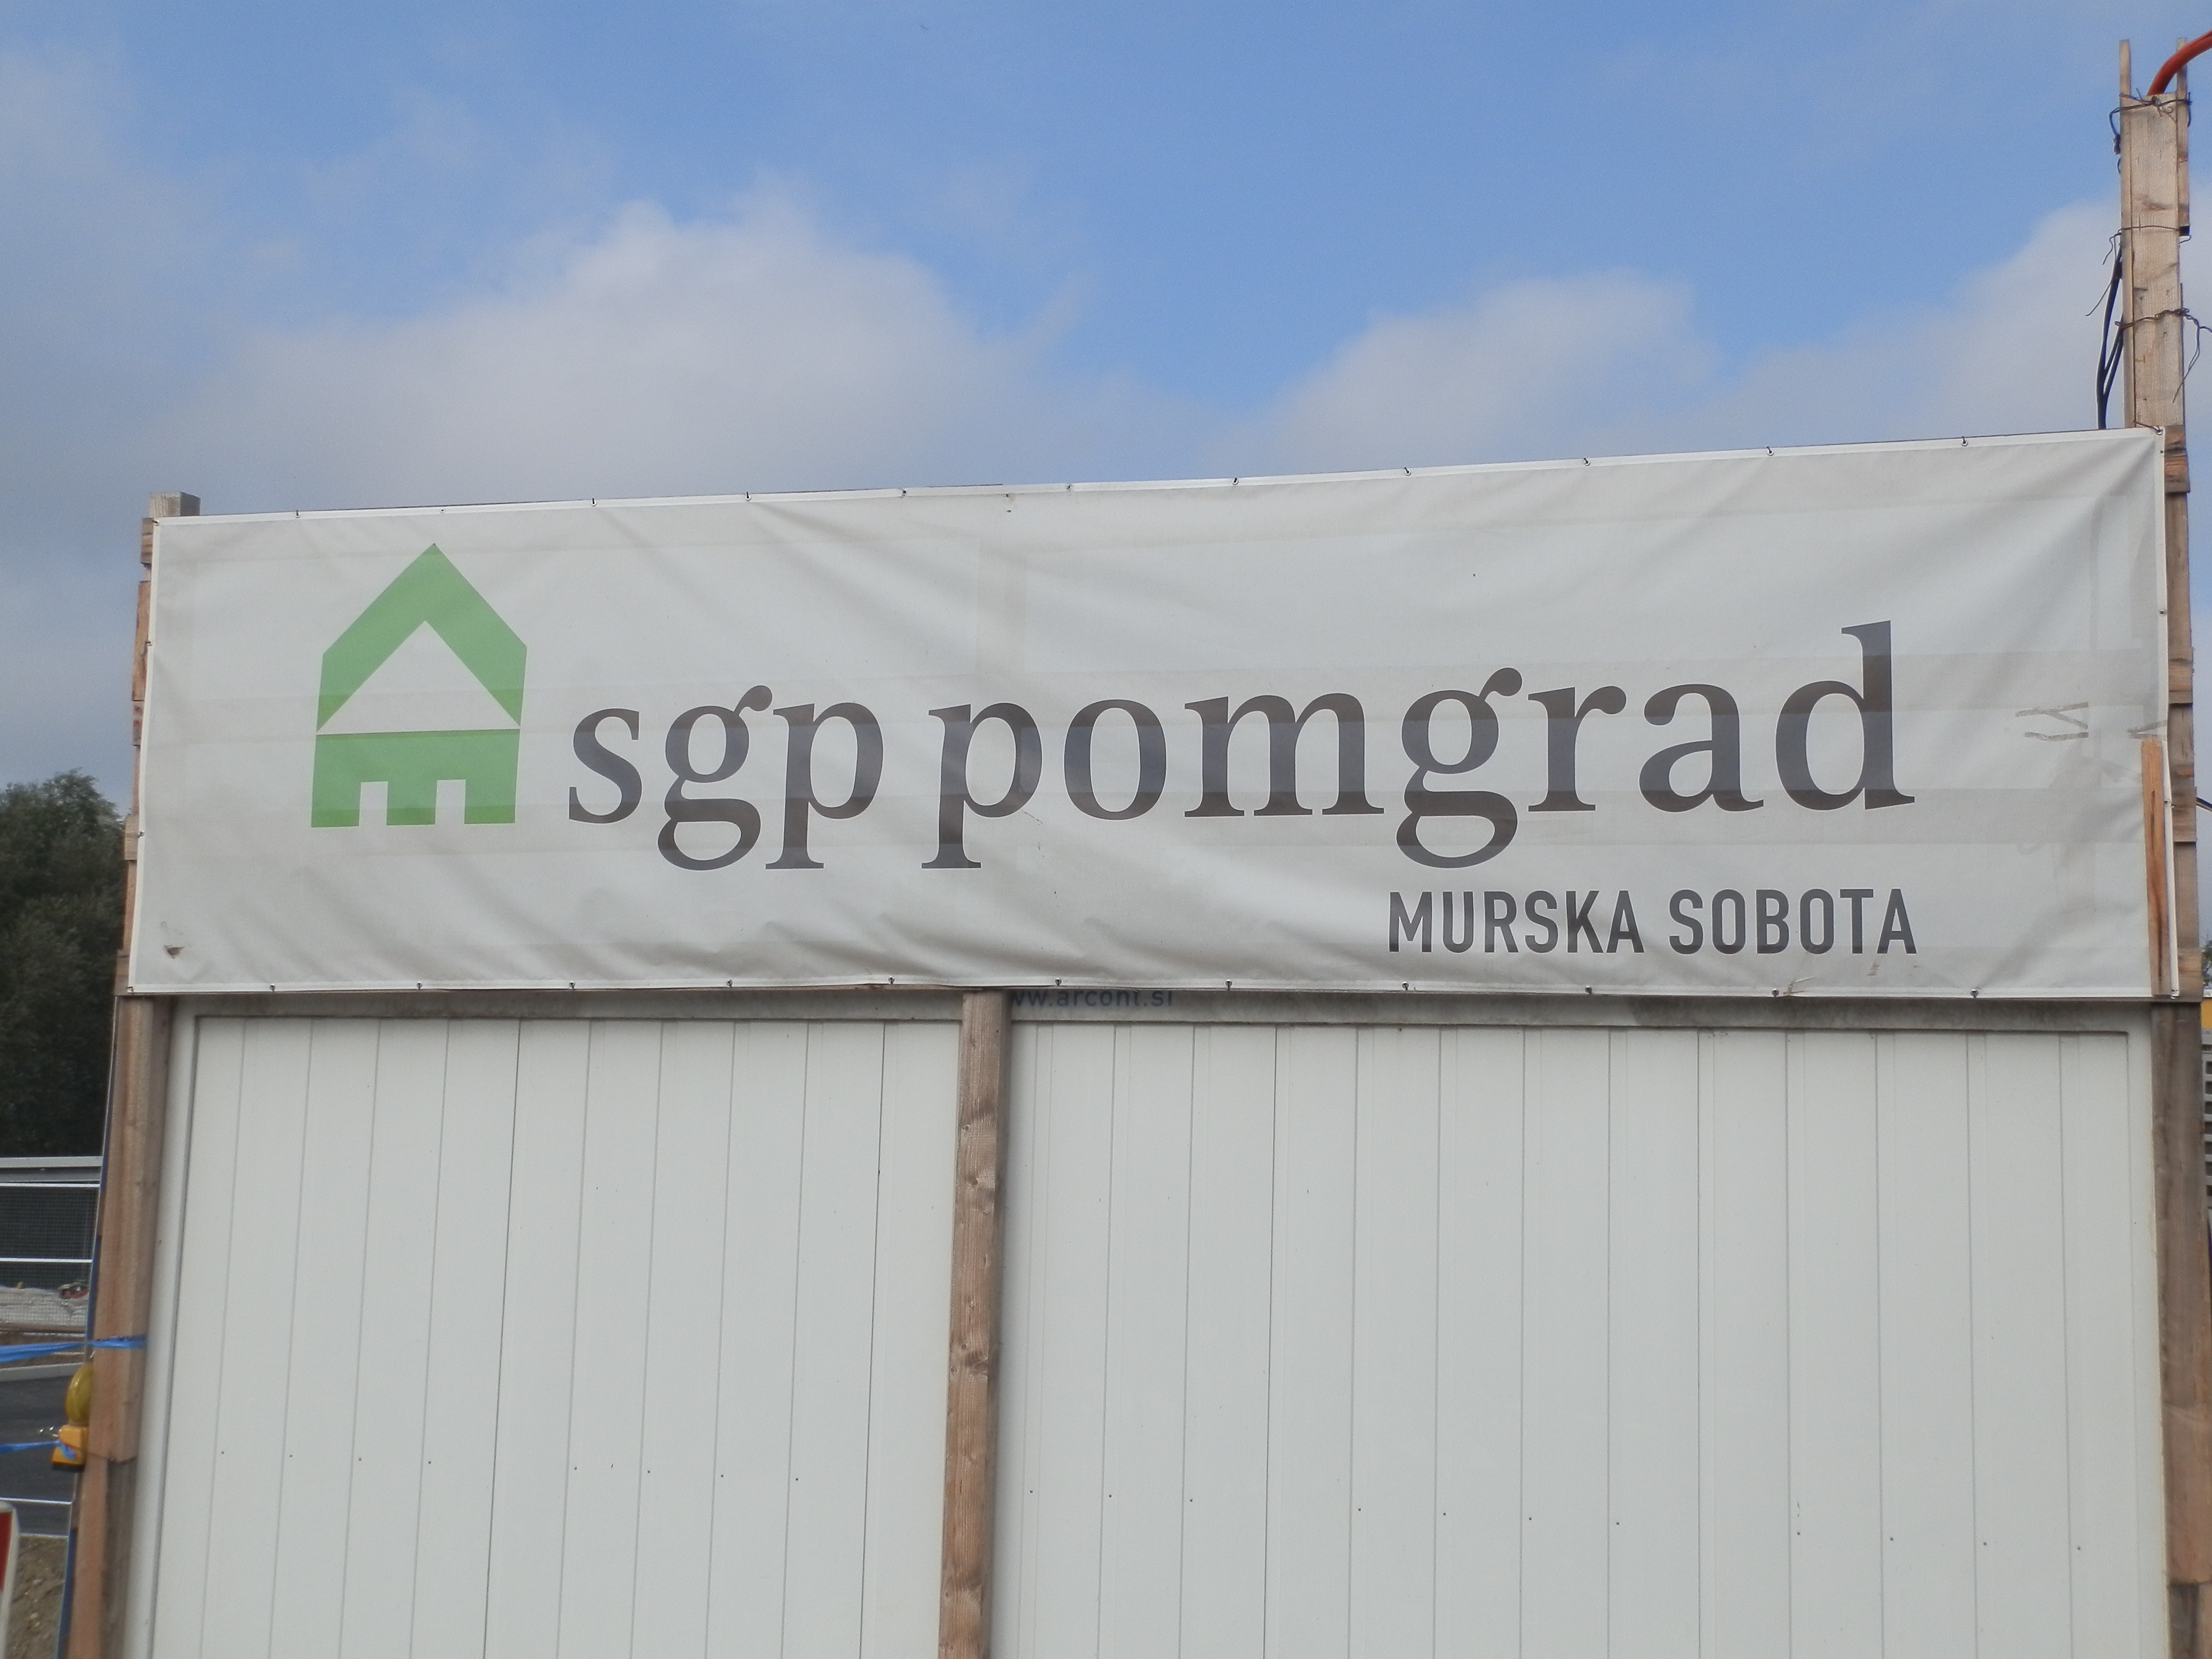 sgp pomgrad
MURSKA SOBOTA
www.arcont.si